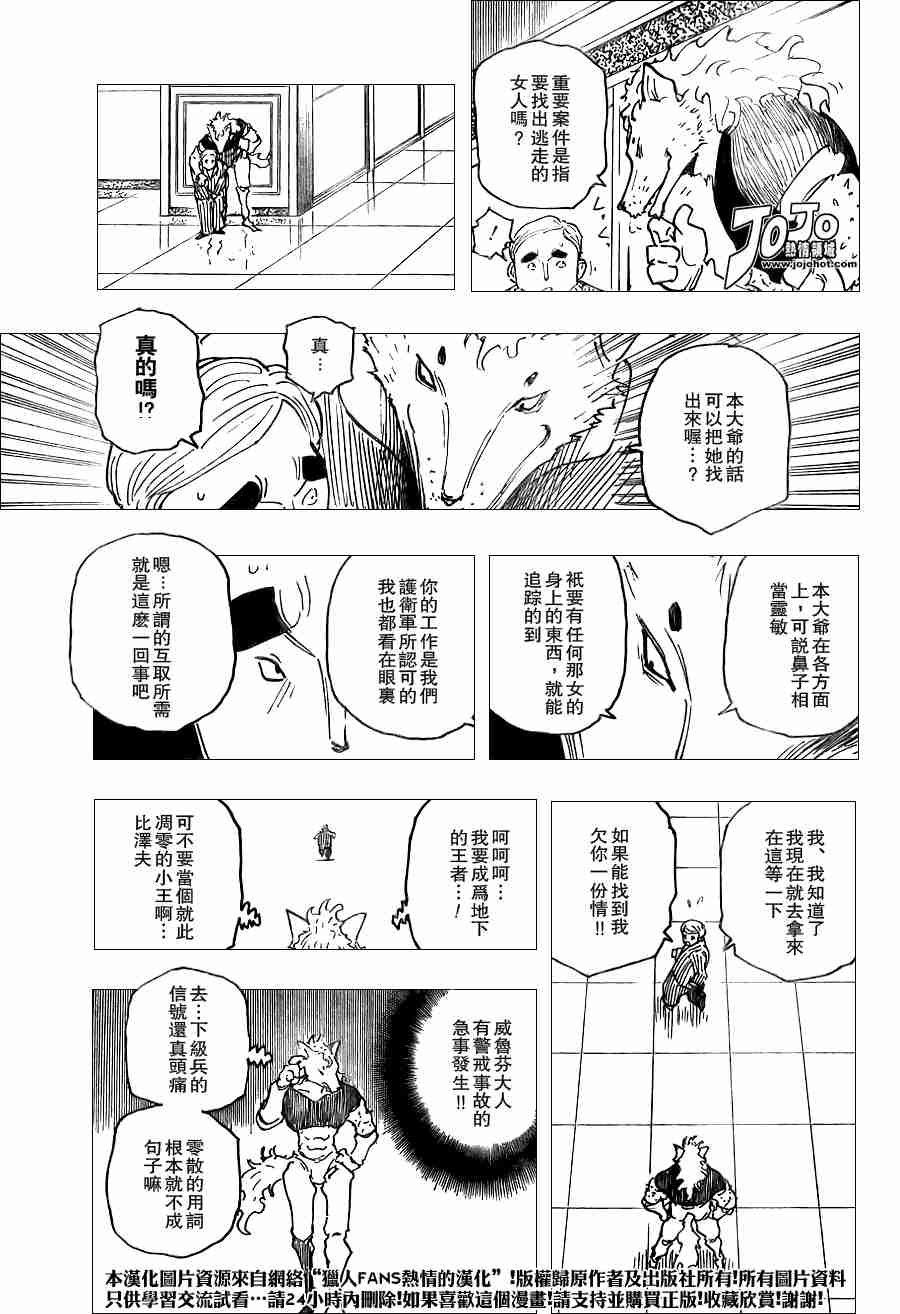 重要案件是指
要找出逃走的
女人嗎？
！
JOJO
熱情漢城
www.jojohot.com
本大爺的話
可以把她找
出來喔…？
真…
真的嗎!?
本大爺在各方面
上，可説鼻子相
當靈敏
衹要有任何那女的
身上的東西，就能
追踪的到
你的工作是我們
護衛軍所認可的
我也都看在眼裏
嗯…所謂的互取所需
就是這麽一回事吧
我、我知道了
我現在就去拿來
在這等一下
如果能找到我
欠你一份情!!
呵呵呵…
我要成爲地下
的王者…!
可不要當個就此
凋零的小王啊…
比澤夫
威魯芬大人
有警戒事故的
急事發生!!
去…下級兵的
信號還真頭痛
零散的用詞
根本就不成
句子嘛
本漢化圖片資源來自網絡“獵人FANS熱情的漢化”!版權歸原作者及出版社所有!所有圖片資料
只供學習交流試看…請24小時內刪除!如果喜歡這個漫畫!請支持並購買正版!收藏欣賞!謝謝!